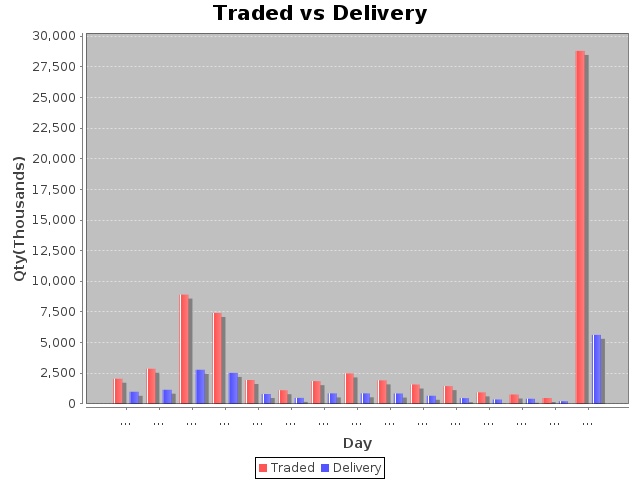 Traded vs Delivery
30,000
27,500
25,000
22,500
20,000
17,500
15,000
12,500
10,000
7,500
5,000
2,500
0
Qty(Thousands)
... ... ... ... ... ... ... ... ... ... ... ... ... ... ...
Day
Traded Delivery